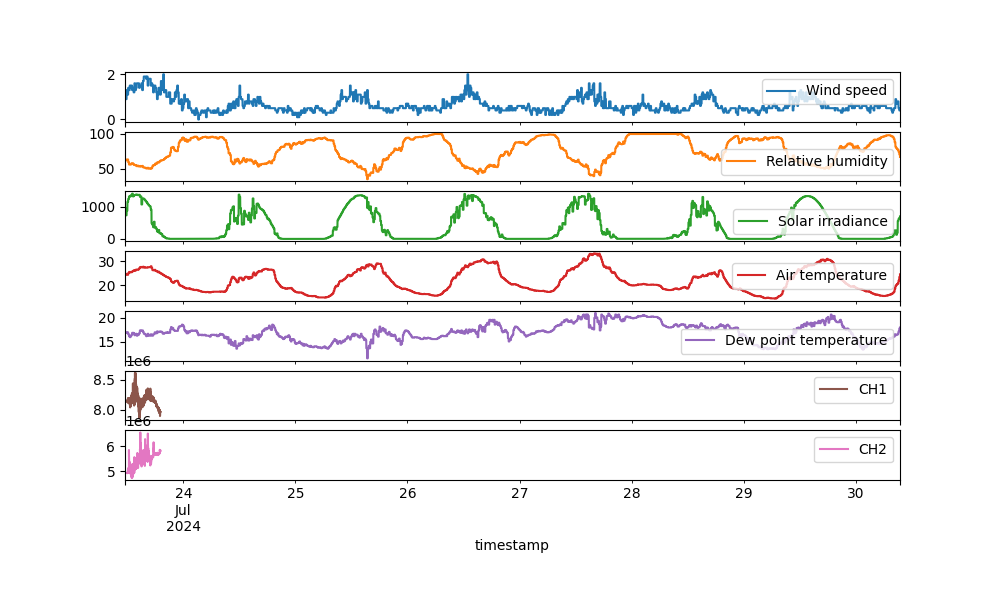 2
0
Wind speed
100
50
Relative humidity
1000
0
Solar irradiance
30
20
Air temperature
20
15
Dew point temperature
1e6
8.5
8.0
CH1
1e6
6
5
CH2
24 25 26 27 28 29 30
Jul
2024
timestamp